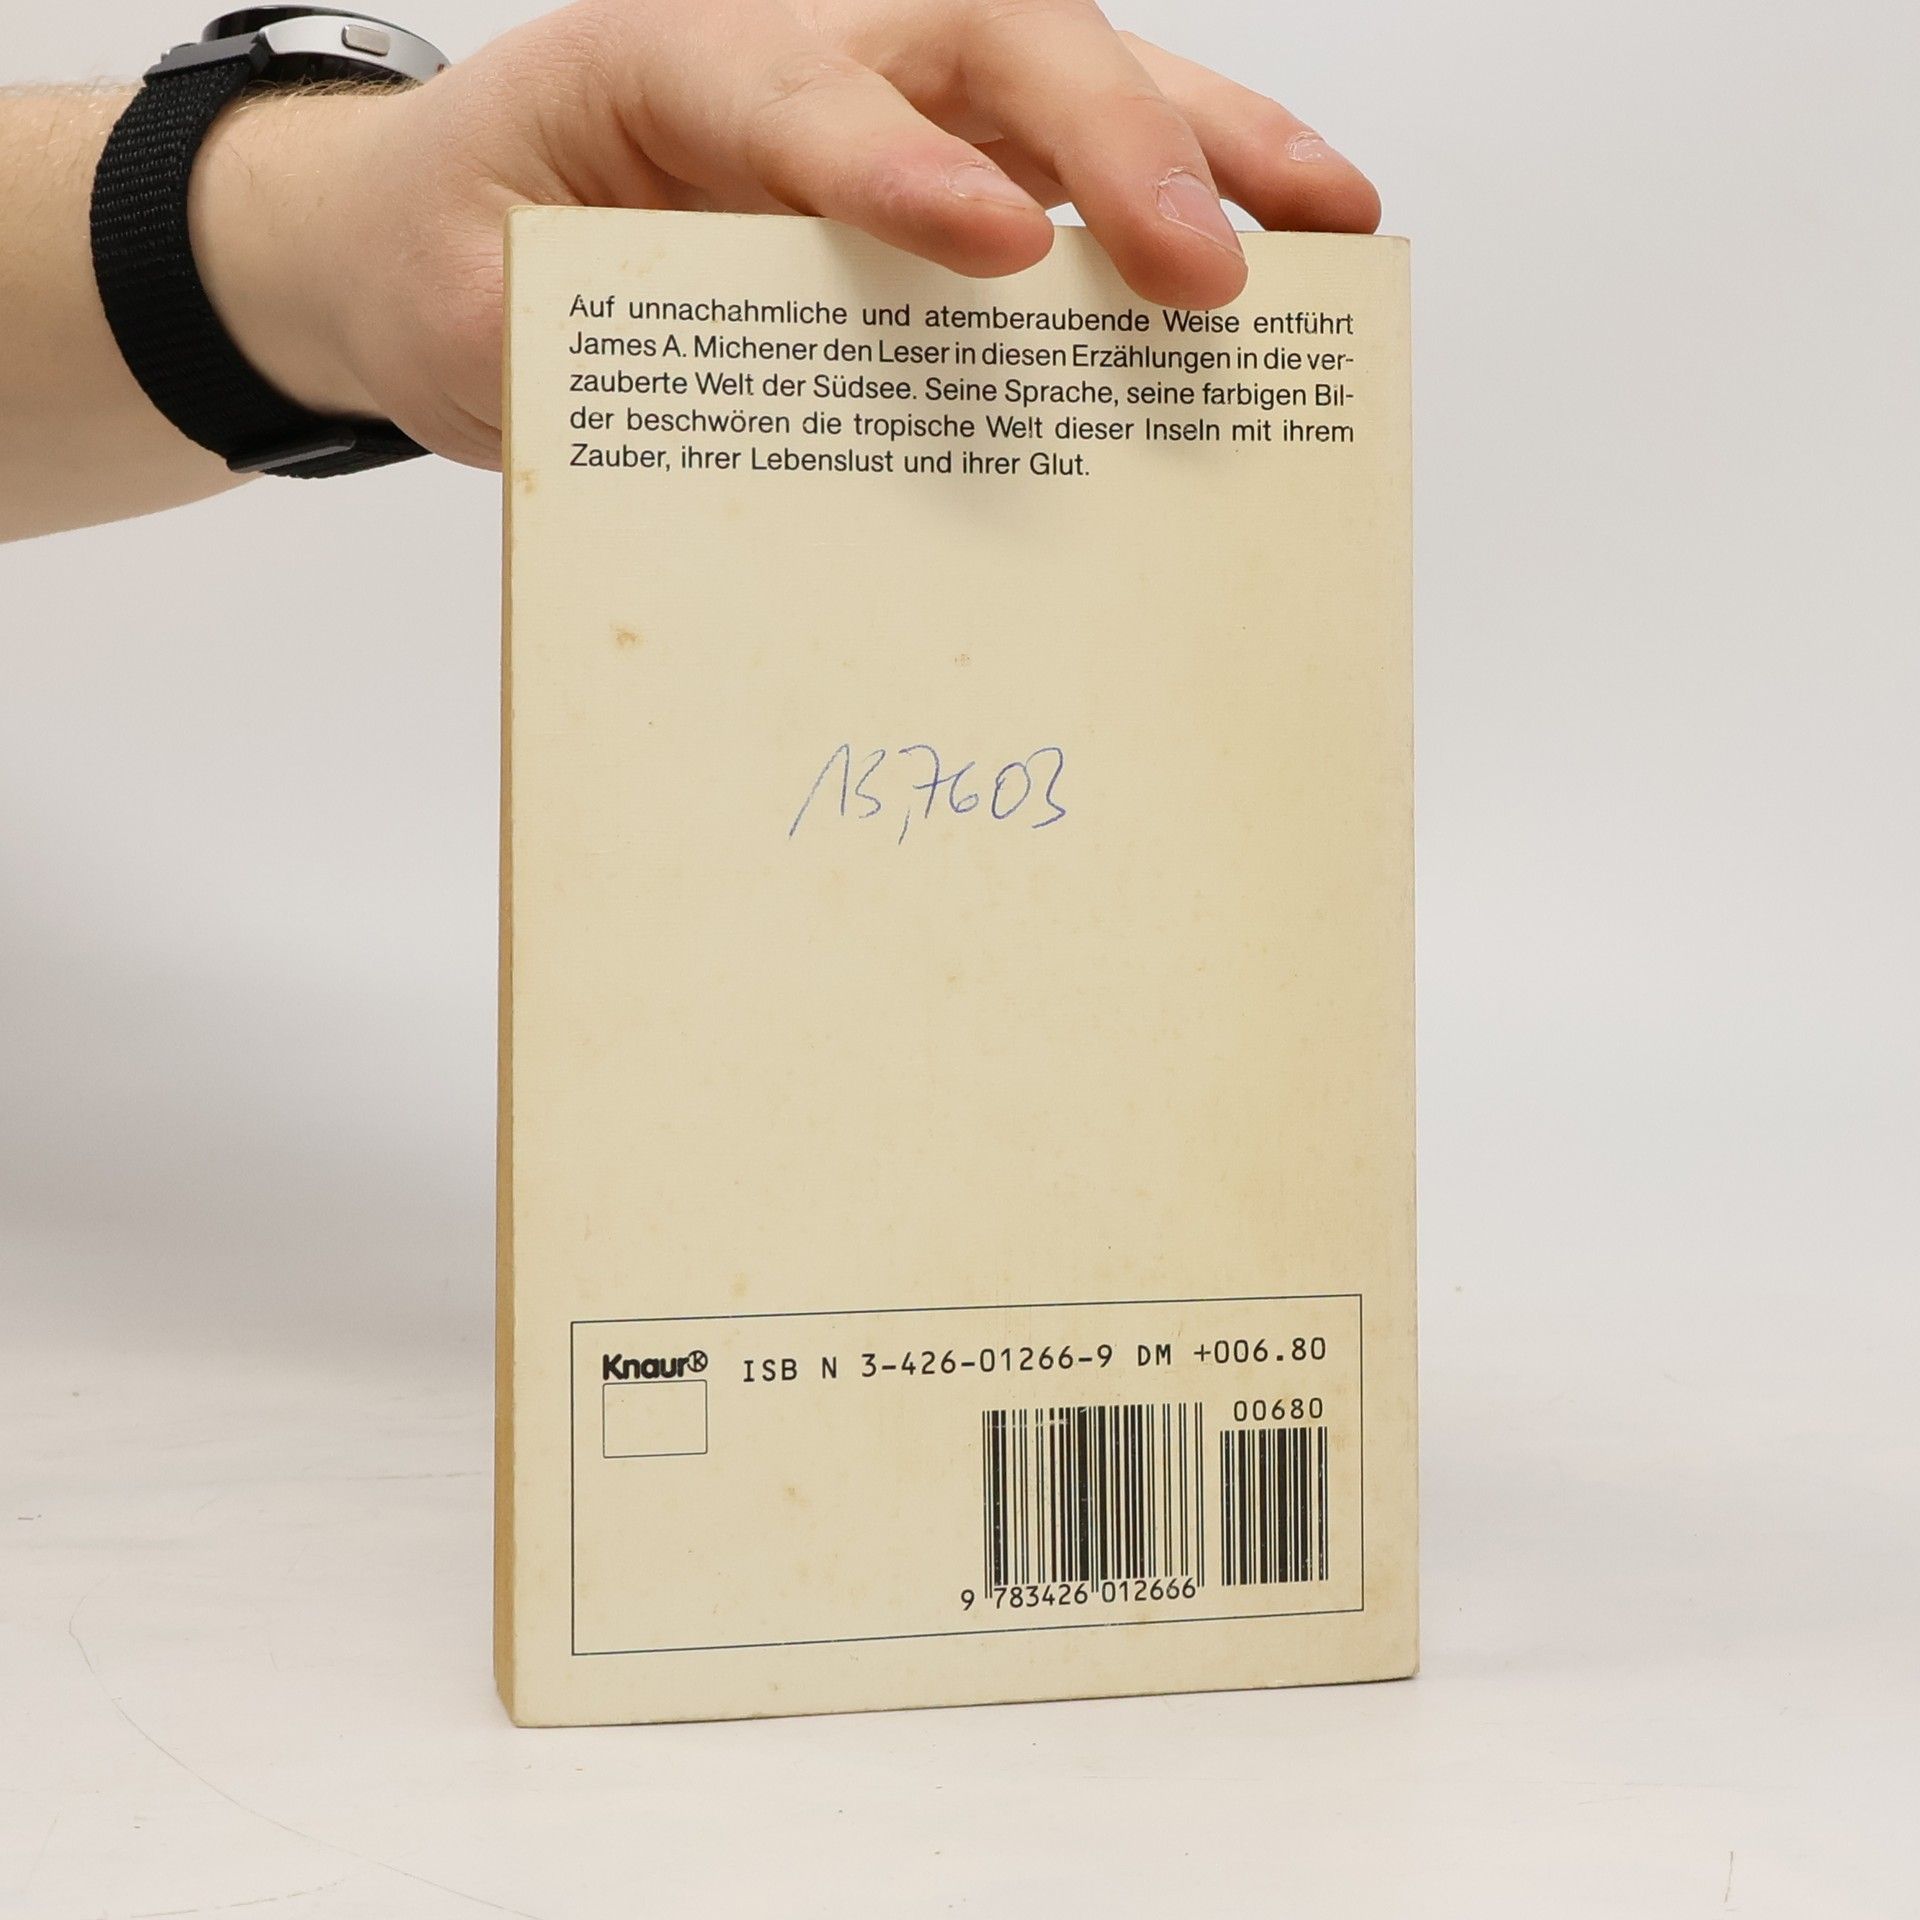 Auf unnachahmliche und atemberaubende Weise entführt
James A. Michener den Leser in diesen Erzählungen in die ver-
zauberte Welt der Südsee. Seine Sprache, seine farbigen Bil-
der beschwören die tropische Welt dieser Inseln mit ihrem
Zauber, ihrer Lebenslust und ihrer Glut.
13,7603
Knaur® ISB N 3-426-01266-9 DM +006.80
00680
9 783426 012666